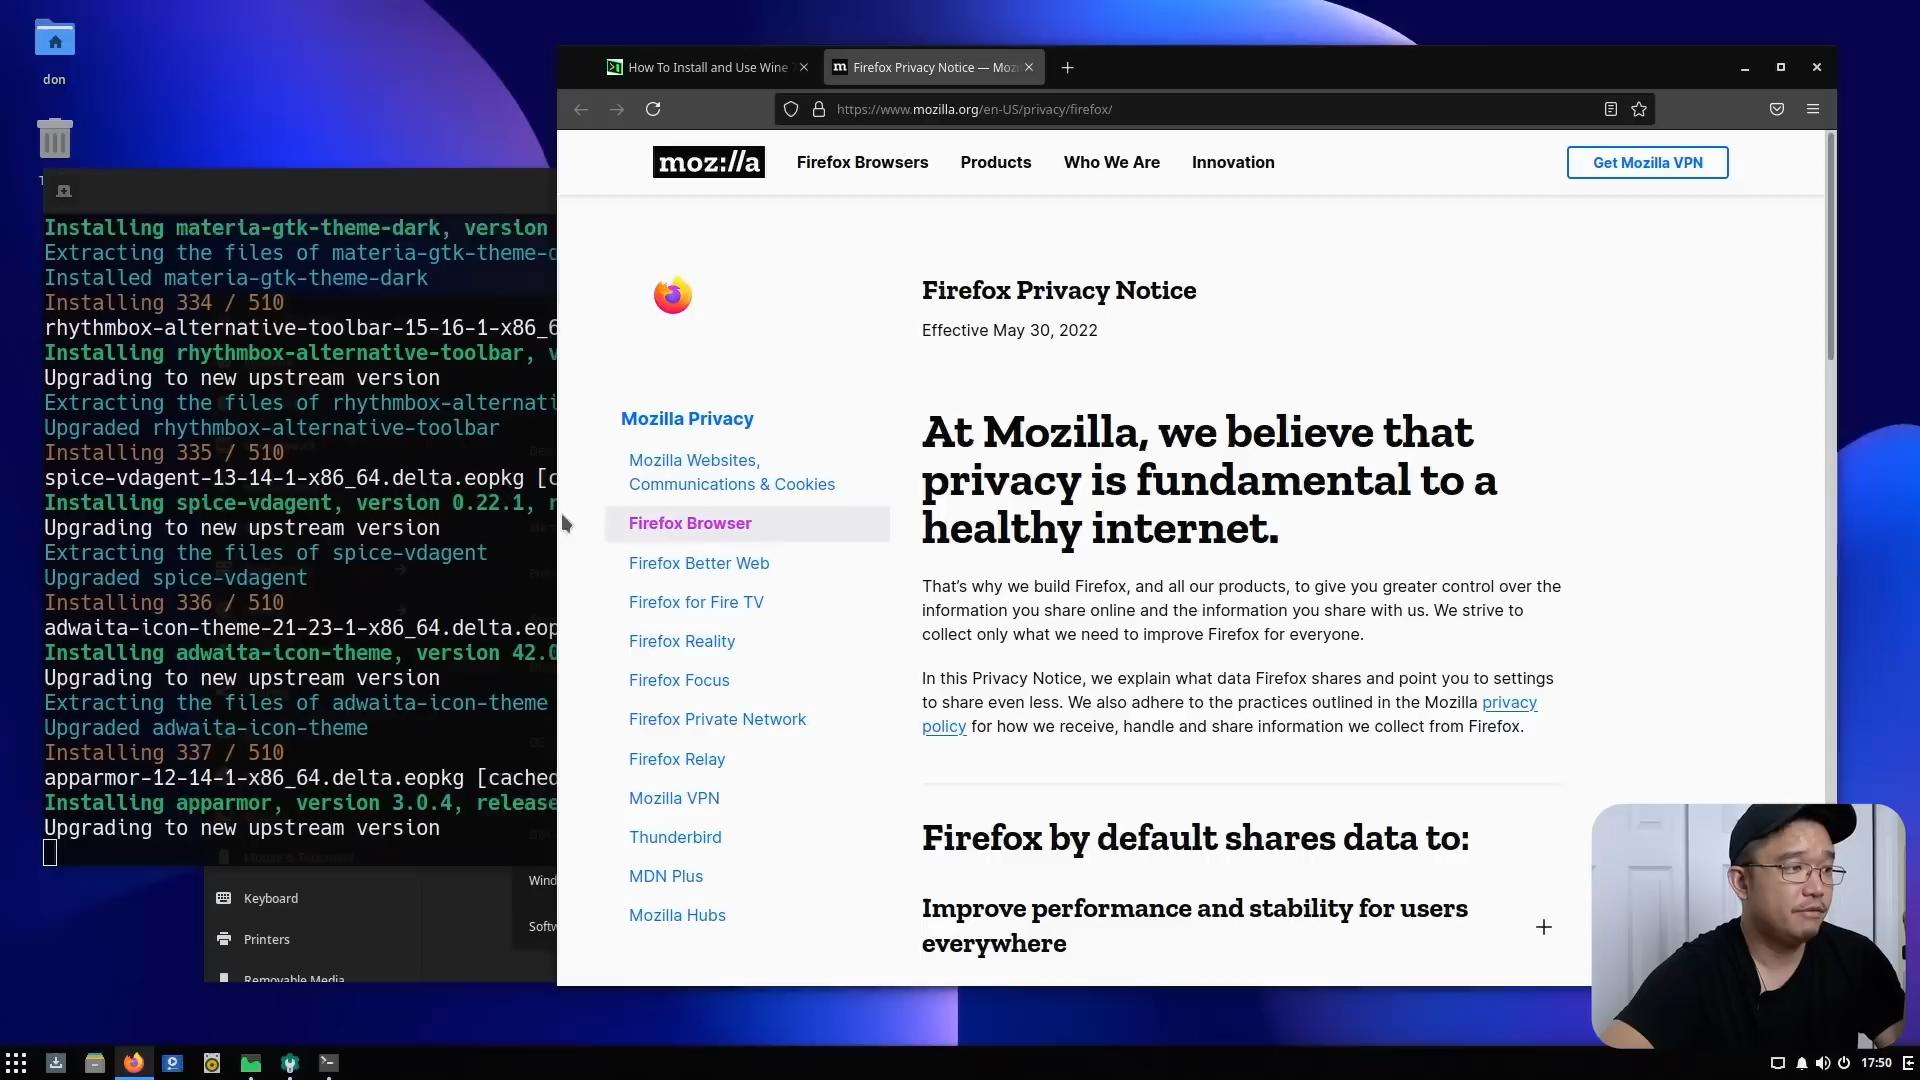 don
Installing materia-gtk-theme-dark, version
Extracting the files of materia-gtk-theme-d
Installed materia-gtk-theme-dark
Installing 334 / 510
rhythmbox-alternative-toolbar-15-16-1-x86_6
Installing rhythmbox-alternative-toolbar, v
Upgrading to new upstream version
Extracting the files of rhythmbox-alternati
Upgraded rhythmbox-alternative-toolbar
Installing 335 / 510
spice-vdagent-13-14-1-x86_64.delta.eopkg [c
Installing spice-vdagent, version 0.22.1, r
Upgrading to new upstream version
Extracting the files of spice-vdagent
Upgraded spice-vdagent
Installing 336 / 510
adwaita-icon-theme-21-23-1-x86_64.delta.eop
Installing adwaita-icon-theme, version 42.0
Upgrading to new upstream version
Extracting the files of adwaita-icon-theme
Upgraded adwaita-icon-theme
Installing 337 / 510
apparmor-12-14-1-x86_64.delta.eopkg [cached
Installing apparmor, version 3.0.4, release
Upgrading to new upstream version
Keyboard
Printers
Removable Media
Wind
Softw
How To Install and Use Wine
Firefox Privacy Notice — Mozi
https://www.mozilla.org/en-US/privacy/firefox/
moz://a
Firefox Browsers
Products
Who We Are
Innovation
Get Mozilla VPN
Firefox Privacy Notice
Effective May 30, 2022
Mozilla Privacy
Mozilla Websites,
Communications & Cookies
Firefox Browser
Firefox Better Web
Firefox for Fire TV
Firefox Reality
Firefox Focus
Firefox Private Network
Firefox Relay
Mozilla VPN
Thunderbird
MDN Plus
Mozilla Hubs
At Mozilla, we believe that
privacy is fundamental to a
healthy internet.
That’s why we build Firefox, and all our products, to give you greater control over the
information you share online and the information you share with us. We strive to
collect only what we need to improve Firefox for everyone.
In this Privacy Notice, we explain what data Firefox shares and point you to settings
to share even less. We also adhere to the practices outlined in the Mozilla privacy
policy for how we receive, handle and share information we collect from Firefox.
Firefox by default shares data to:
Improve performance and stability for users
everywhere
17:50